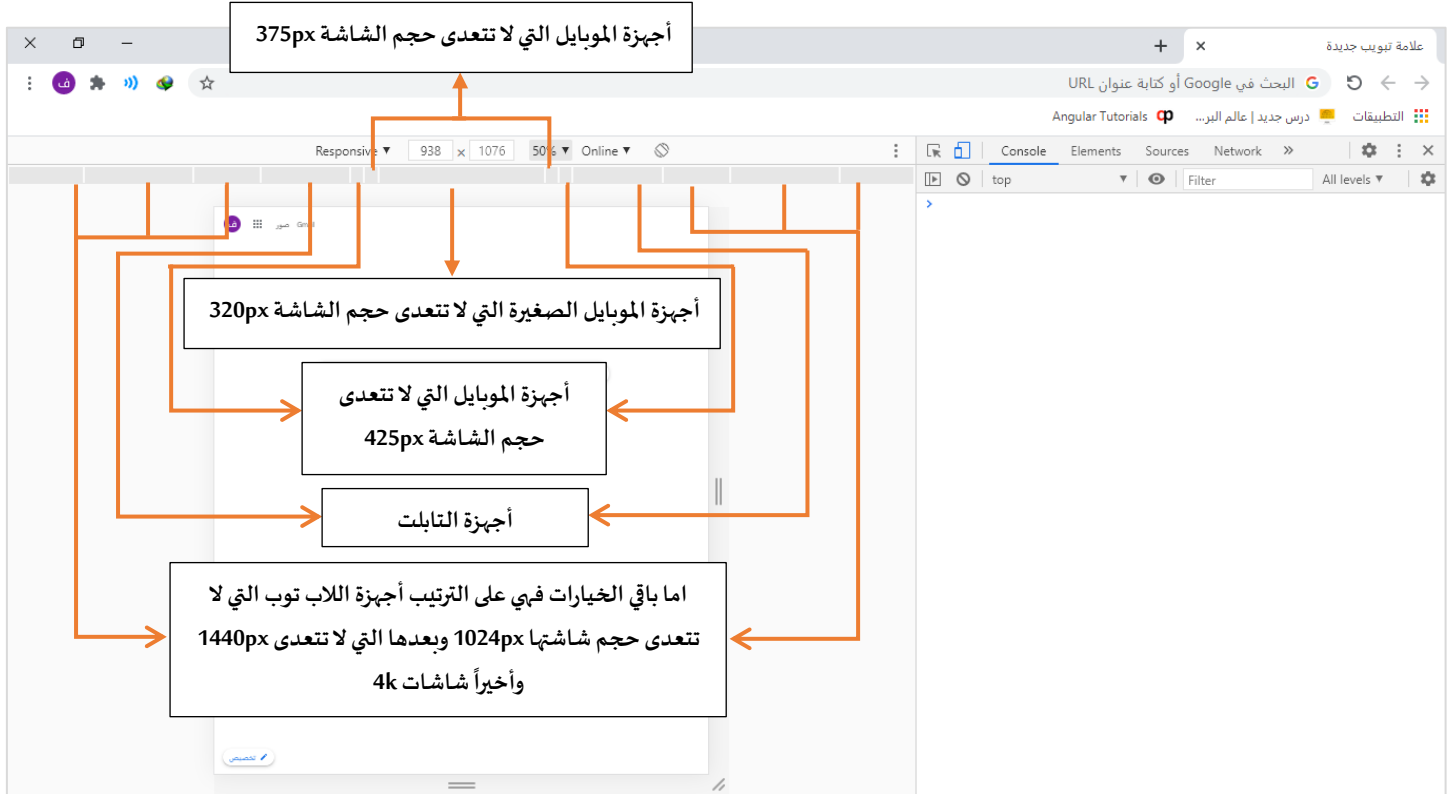 أجهزة الموبايل التي لا تتعدى حجم الشاشة 375px
علامة تبويب جديدة
البحث في Google أو كتابة عنوان URL
ف
التطبيقات
درس جديد | عالم البر...
Angular Tutorials
Responsive ▼ 938 × 1076 50% ▼ Online ▼
Console Elements Sources Network »
top ▼ Filter All levels ▼
ف صور Gmail
أجهزة الموبايل الصغيرة التي لا تتعدى حجم الشاشة 320px
أجهزة الموبايل التي لا تتعدى
حجم الشاشة 425px
أجهزة التابلت
اما باقي الخيارات فهي على الترتيب أجهزة اللاب توب التي لا
تتعدى حجم شاشتها 1024px وبعدها التي لا تتعدى 1440px
وأخيراً شاشات 4k
تخصيص